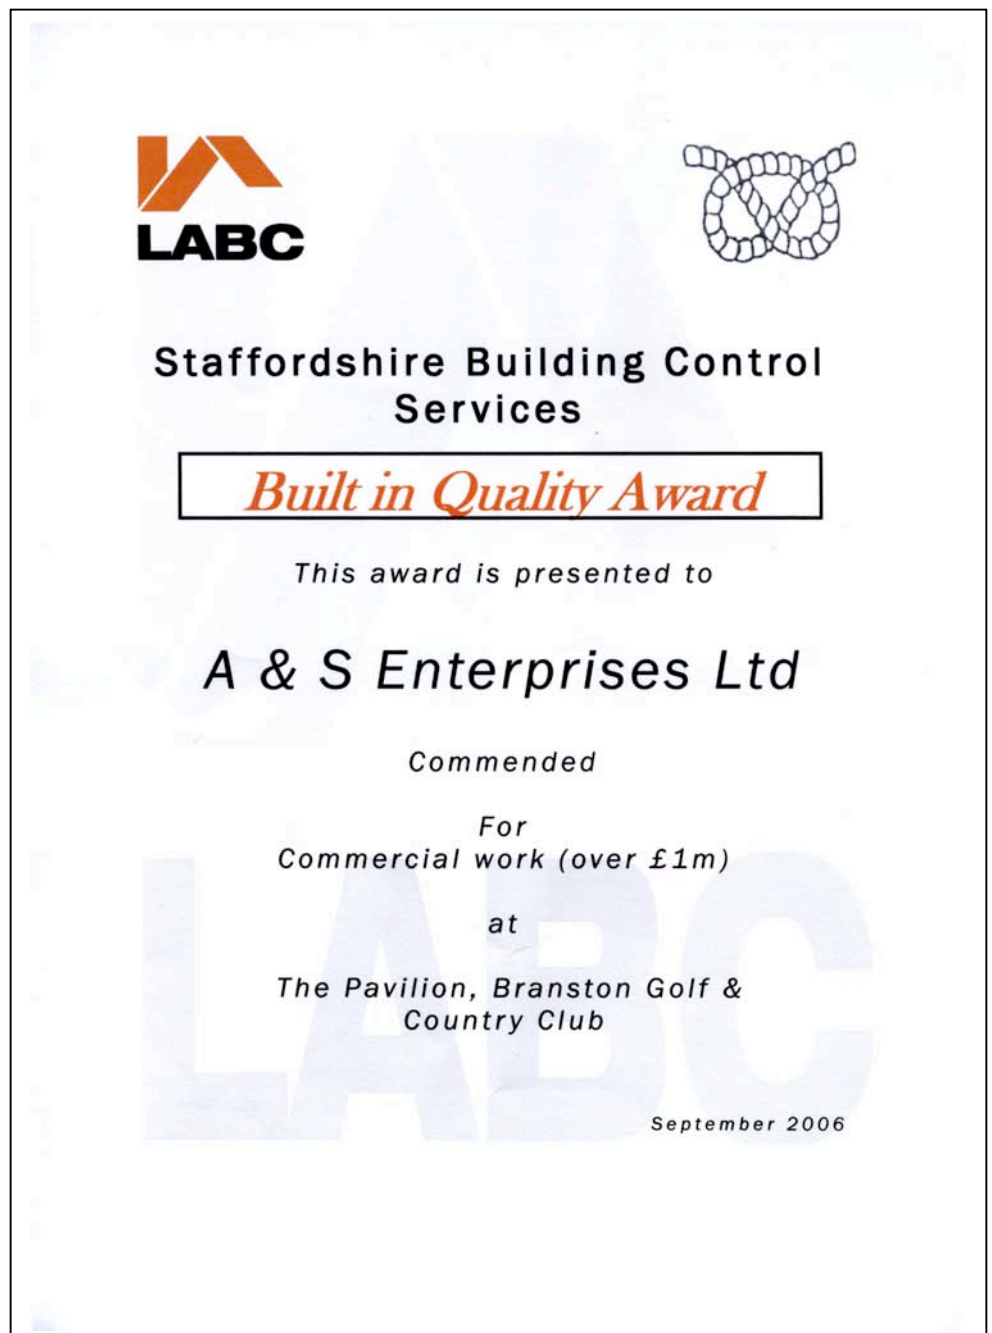 LABC
Staffordshire Building Control
Services
Built in Quality Award
This award is presented to
A & S Enterprises Ltd
Commended
For
Commercial work (over £1m)
at
The Pavilion, Branston Golf &
Country Club
LABC
September 2006